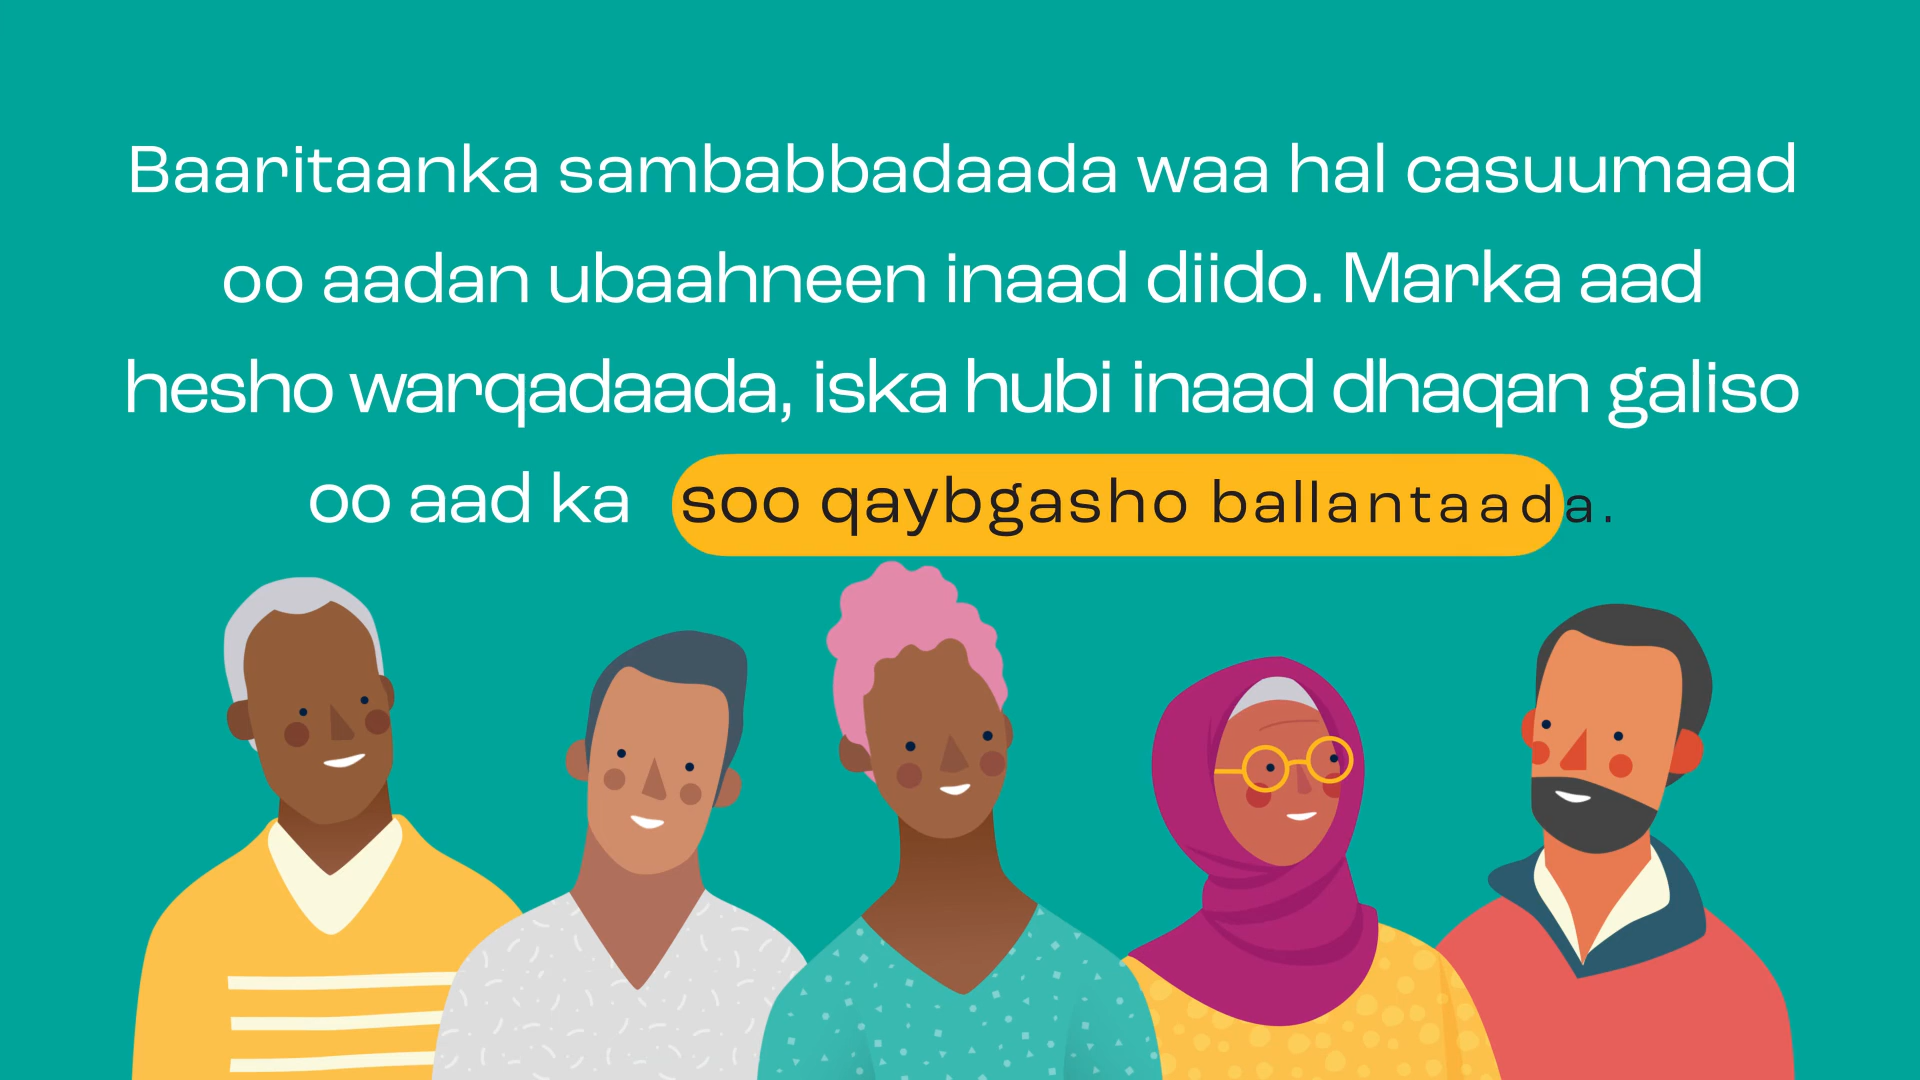 Baaritaanka sambabbadaada waa hal casuumaad
oo aadan ubaahneen inaad diido. Marka aad
hesho warqadaada, iska hubi inaad dhaqan galiso
oo aad ka soo qaybgasho ballantaada.